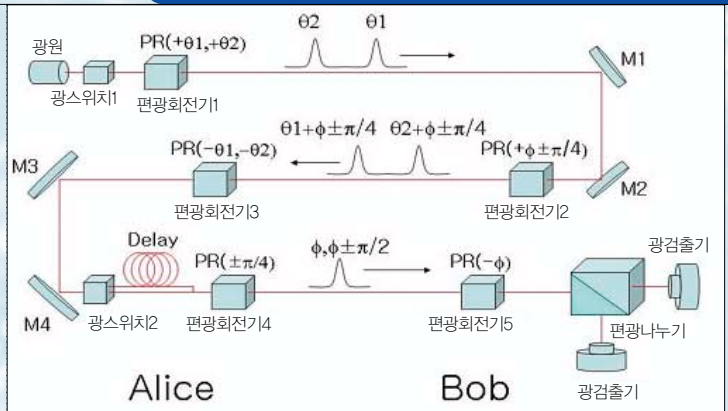 θ2 θ1
광원
PR(+θ1,+θ2)
M1
광스위치1
편광회전기1
θ1+ϕ±π/4 θ2+ϕ±π/4
M3
PR(-θ1,-θ2)
PR(+ϕ±π/4)
M2
편광회전기3
편광회전기2
Delay
PR(±π/4)
ϕ,ϕ±π/2
PR(-ϕ)
광검출기
M4
광스위치2
편광회전기4
편광회전기5
편광나누기
광검출기
Alice Bob